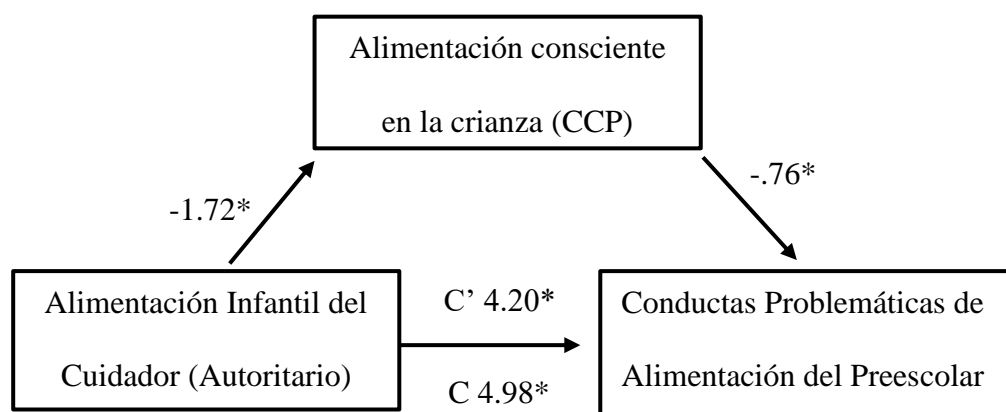 Alimentación consciente
en la crianza (CCP)
-1.72*
-.76*
Alimentación Infantil del
Cuidador (Autoritario)
C’ 4.20*
C 4.98*
Conductas Problemáticas de
Alimentación del Preescolar